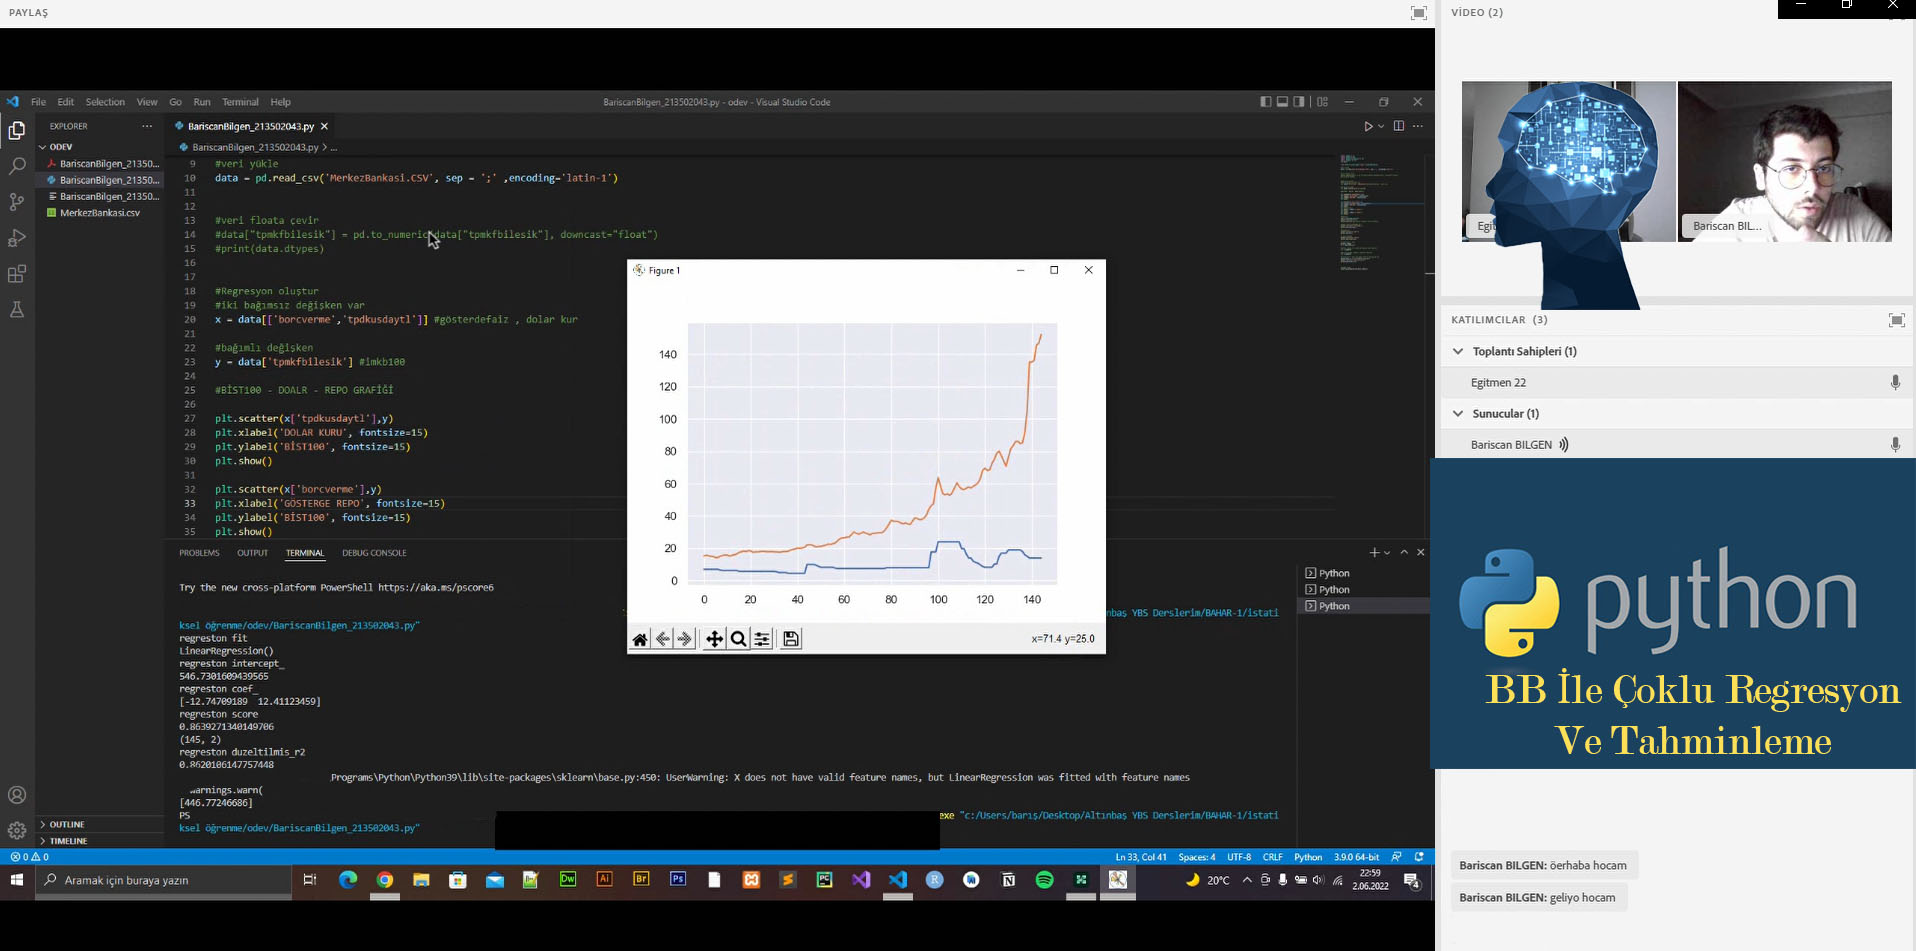 PAYLAŞ
VİDEO (2)
File Edit Selection View Go Run Terminal Help
BariscanBilgen_213502043.py - odev - Visual Studio Code
EXPLORER
BariscanBilgen_213502043.py
ODEV
BariscanBilgen_213502043.py > ...
BariscanBilgen_21350...
BariscanBilgen_21350...
BariscanBilgen_21350...
MerkezBankasi.csv
9 #veri yükle
10 data = pd.read_csv('MerkezBankasi.CSV', sep = ';' ,encoding='latin-1')
11
12
13 #veri floata çevir
14 #data["tpmkfbilesik"] = pd.to_numeric(data["tpmkfbilesik"], downcast="float")
15 #print(data.dtypes)
16
17
18 #Regresyon oluştur
19 #iki bağımsız değişken var
20 x = data[['borcverme','tpdkusdaytl']] #gösterdefaiz , dolar kur
21
22 #bağımlı değişken
23 y = data['tpmkfbilesik'] #imkb100
24
25 #BİST100 - DOALR - REPO GRAFİĞİ
26
27 plt.scatter(x['tpdkusdaytl'],y)
28 plt.xlabel('DOLAR KURU', fontsize=15)
29 plt.ylabel('BİST100', fontsize=15)
30 plt.show()
31
32 plt.scatter(x['borcverme'],y)
33 plt.xlabel('GÖSTERGE REPO', fontsize=15)
34 plt.ylabel('BİST100', fontsize=15)
35 plt.show()
Figure 1
140
120
100
80
60
40
20
0
0 20 40 60 80 100 120 140
x=71.4 y=25.0
PROBLEMS OUTPUT TERMINAL DEBUG CONSOLE
Try the new cross-platform PowerShell https://aka.ms/pscore6
ınbaş YBS Derslerim/BAHAR-1/istati
ksel öğrenme/odev/BariscanBilgen_213502043.py"
regreston fit
LinearRegression()
regreston intercept_
546.7301609439565
regreston coef_
[-12.74709189 12.41123459]
regreston score
0.8639271340149706
(145, 2)
regreston duzeltilmis_r2
0.8620106147757448
Programs\Python\Python39\lib\site-packages\sklearn\base.py:450: UserWarning: X does not have valid feature names, but LinearRegression was fitted with feature names
warnings.warn(
[446.77246686]
PS
exe "c:/Users/barış/Desktop/Altınbaş YBS Derslerim/BAHAR-1/istati
ksel öğrenme/odev/BariscanBilgen_213502043.py"
Python
Python
Python
OUTLINE
TIMELINE
0 0
Ln 33, Col 41 Spaces: 4 UTF-8 CRLF Python 3.9.0 64-bit
Aramak için buraya yazın
Dw Ai Br Ps
20°C
22:59
2.06.2022
4
Bariscan BIL...
KATILIMCILAR (3)
Toplantı Sahipleri (1)
Egitmen 22
Sunucular (1)
Bariscan BILGEN
python
BB İle Çoklu Regresyon
Ve Tahminleme
Bariscan BILGEN: öerhaba hocam
Bariscan BILGEN: geliyo hocam